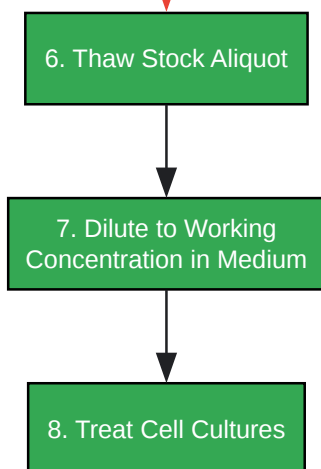 6. Thaw Stock Aliquot
7. Dilute to Working
Concentration in Medium
8. Treat Cell Cultures